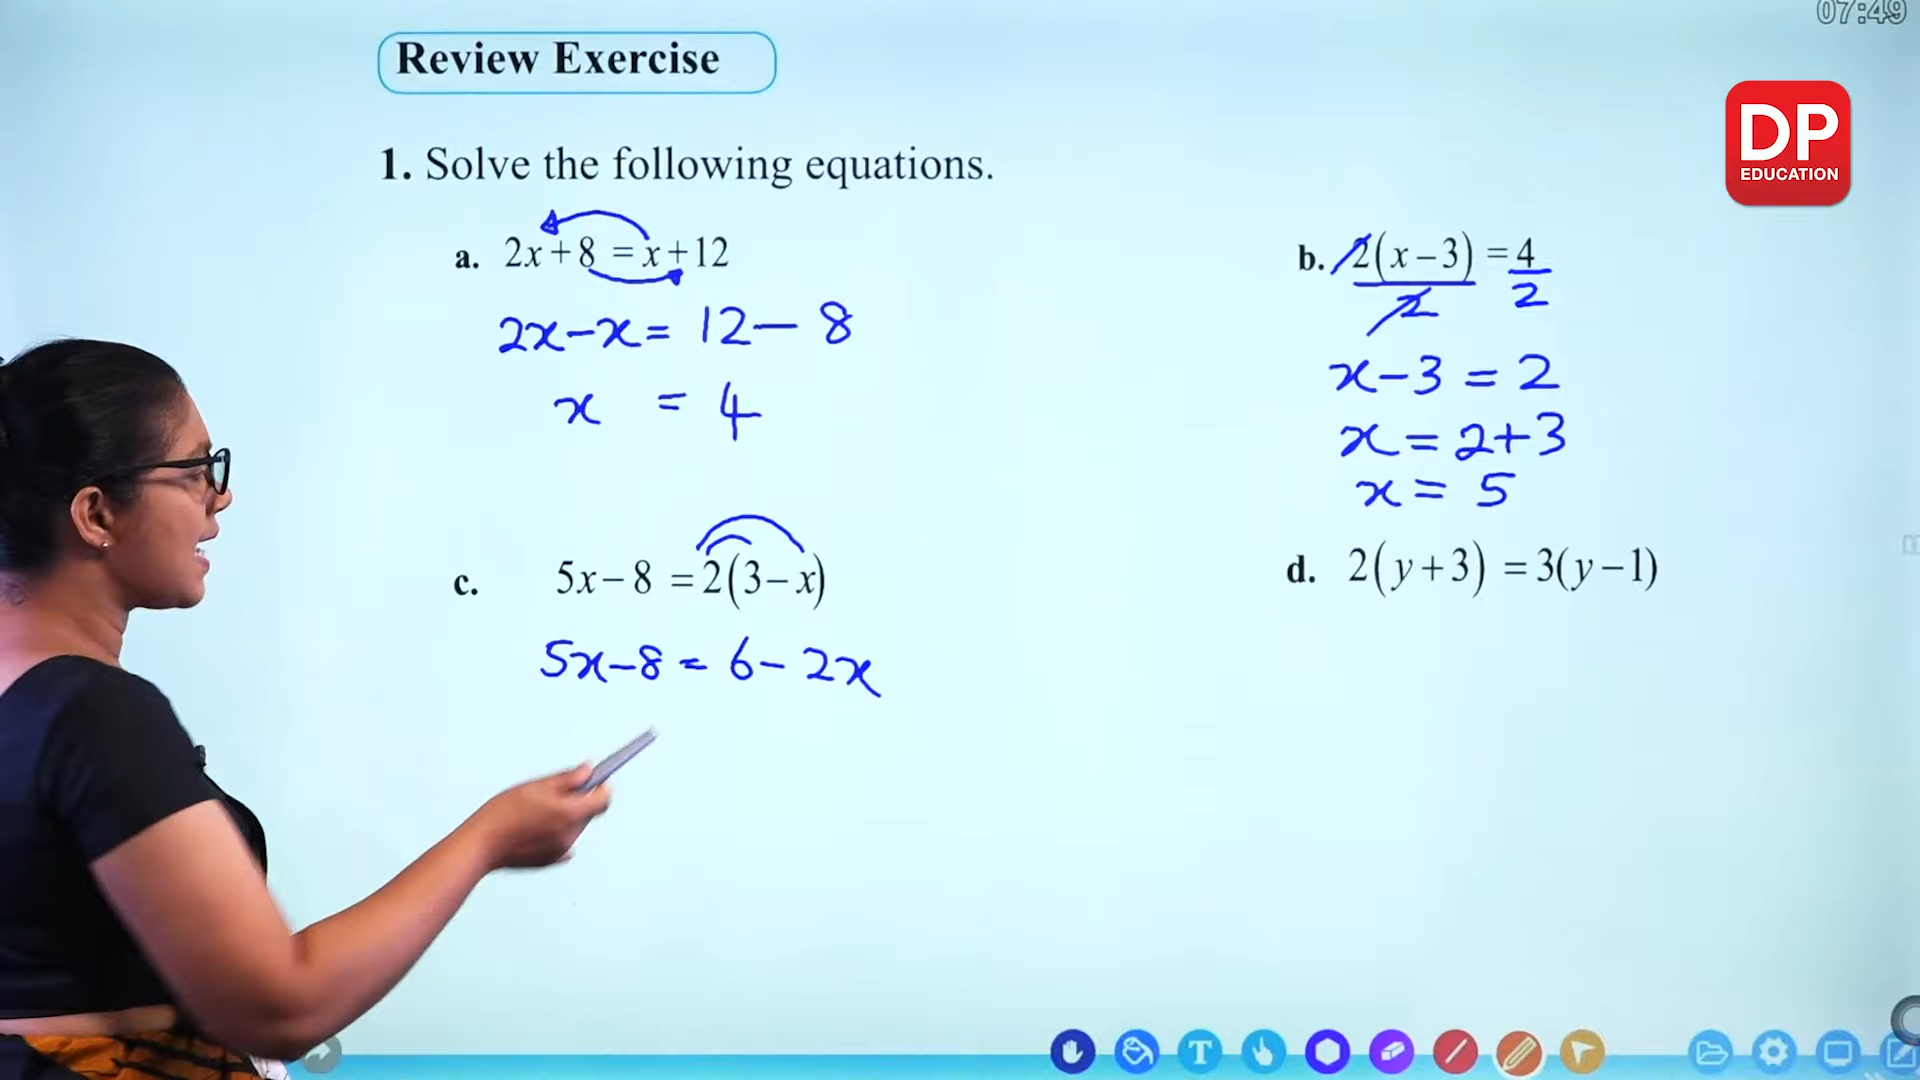 07:49
Review Exercise
DP
EDUCATION
1. Solve the following equations.
a. 2x+8 = x+12
2x-x = 12- 8
x = 4
b. 2(x-3) = 4
2 2
x-3 = 2
x = 2+3
x = 5
c. 5x-8 = 2(3-x)
5x-8 = 6-2x
d. 2(y+3) = 3(y-1)
T